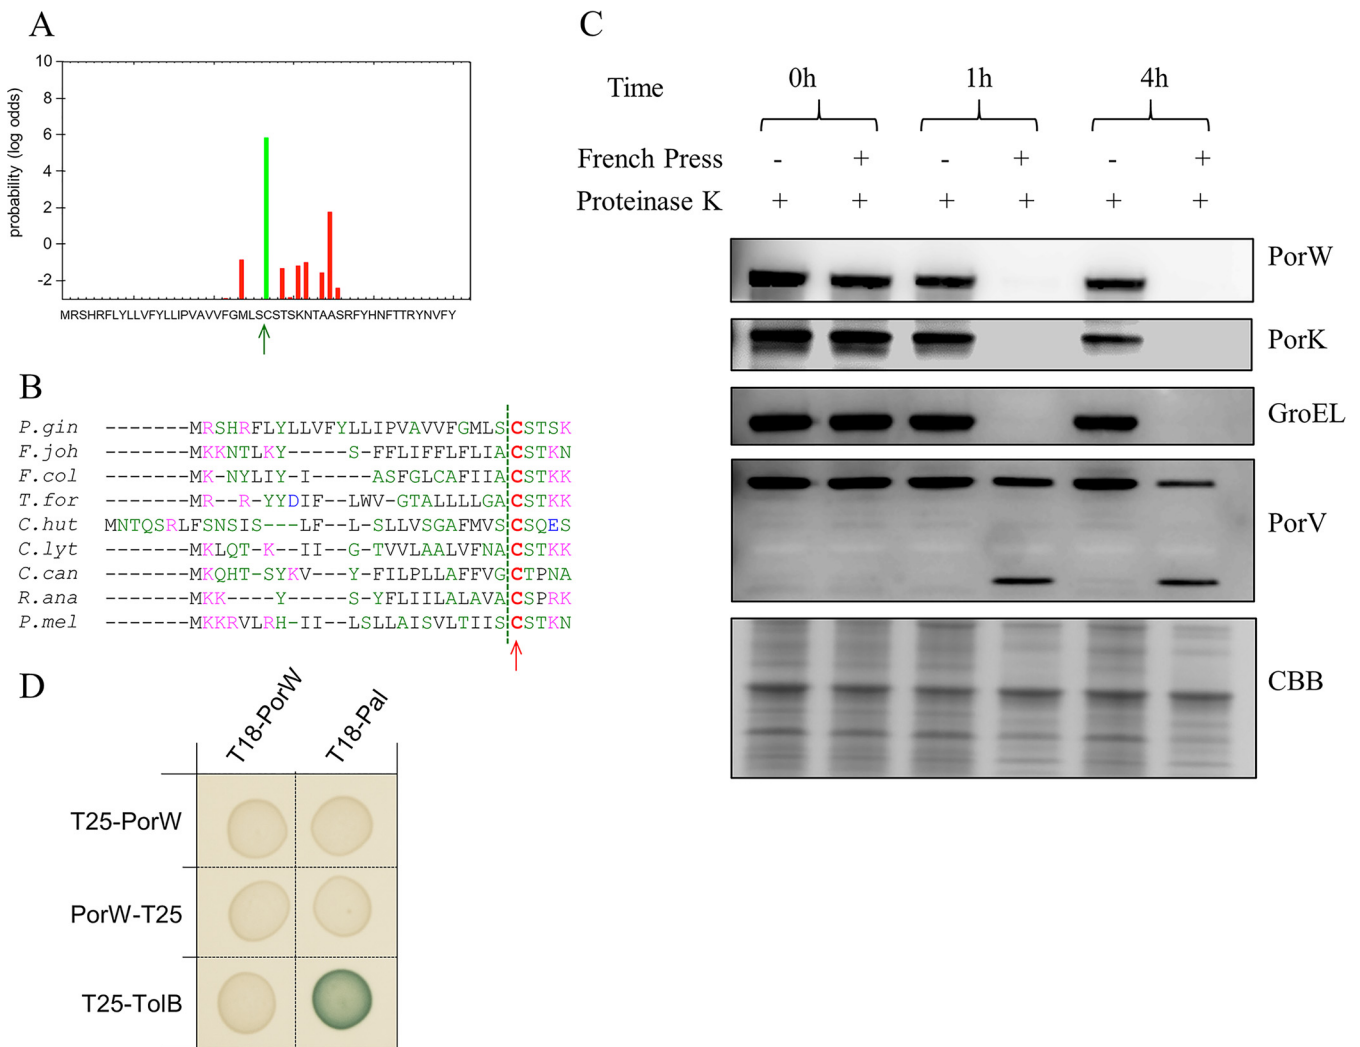 A
probability (log odds)
10
8
6
4
2
0
-2
MRSHRFLYLLVFYLLIPVAVVFGMLSCSTSKNTAASRFYHNFTTRYNVFY
B
P.gin -------MRSHRFLYLLVFYLLIPVAVVFGMLSCSTSK
F.joh -------MKKNTLKY-----S-FFLIFFLFLIACSTKN
F.col -------MK-NYLIY-I-----ASFGLCAFIIACSTKK
T.for -------MR--R-YYDIF-LWV-GTALLLLGACSTKK
C.hut MNTQSRLFSNSIS---LF--L-SLLVSGAFMVSCSQES
C.lyt -------MKLQT-K--II---G-TVVLAALVFNACSTKK
C.can -------MKQHT-SYKV---Y-FILPLLAFFVGCTPNA
R.ana -------MKK----Y-----S-YFLIILALAVACSPRK
P.mel -------MKKRVLRH-II--LSLLAISVLTIISCSTKN
C
Time 0h 1h 4h
French Press - + - + - +
Proteinase K + + + + + +
PorW
PorK
GroEL
PorV
CBB
D
T18-PorW T18-Pal
T25-PorW
PorW-T25
T25-TolB